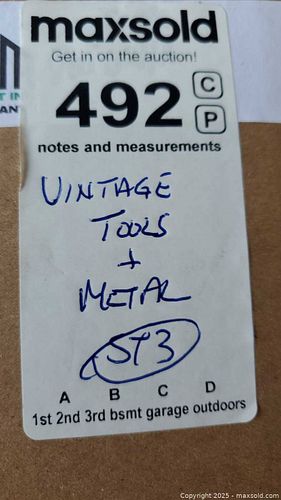 maxsold
Get in on the auction!
492 C
P
notes and measurements
VINTAGE
TOOLS
+
METAL
ST3
A B C D
1st 2nd 3rd bsmt garage outdoors
Copyright © 2025 - maxsold.com